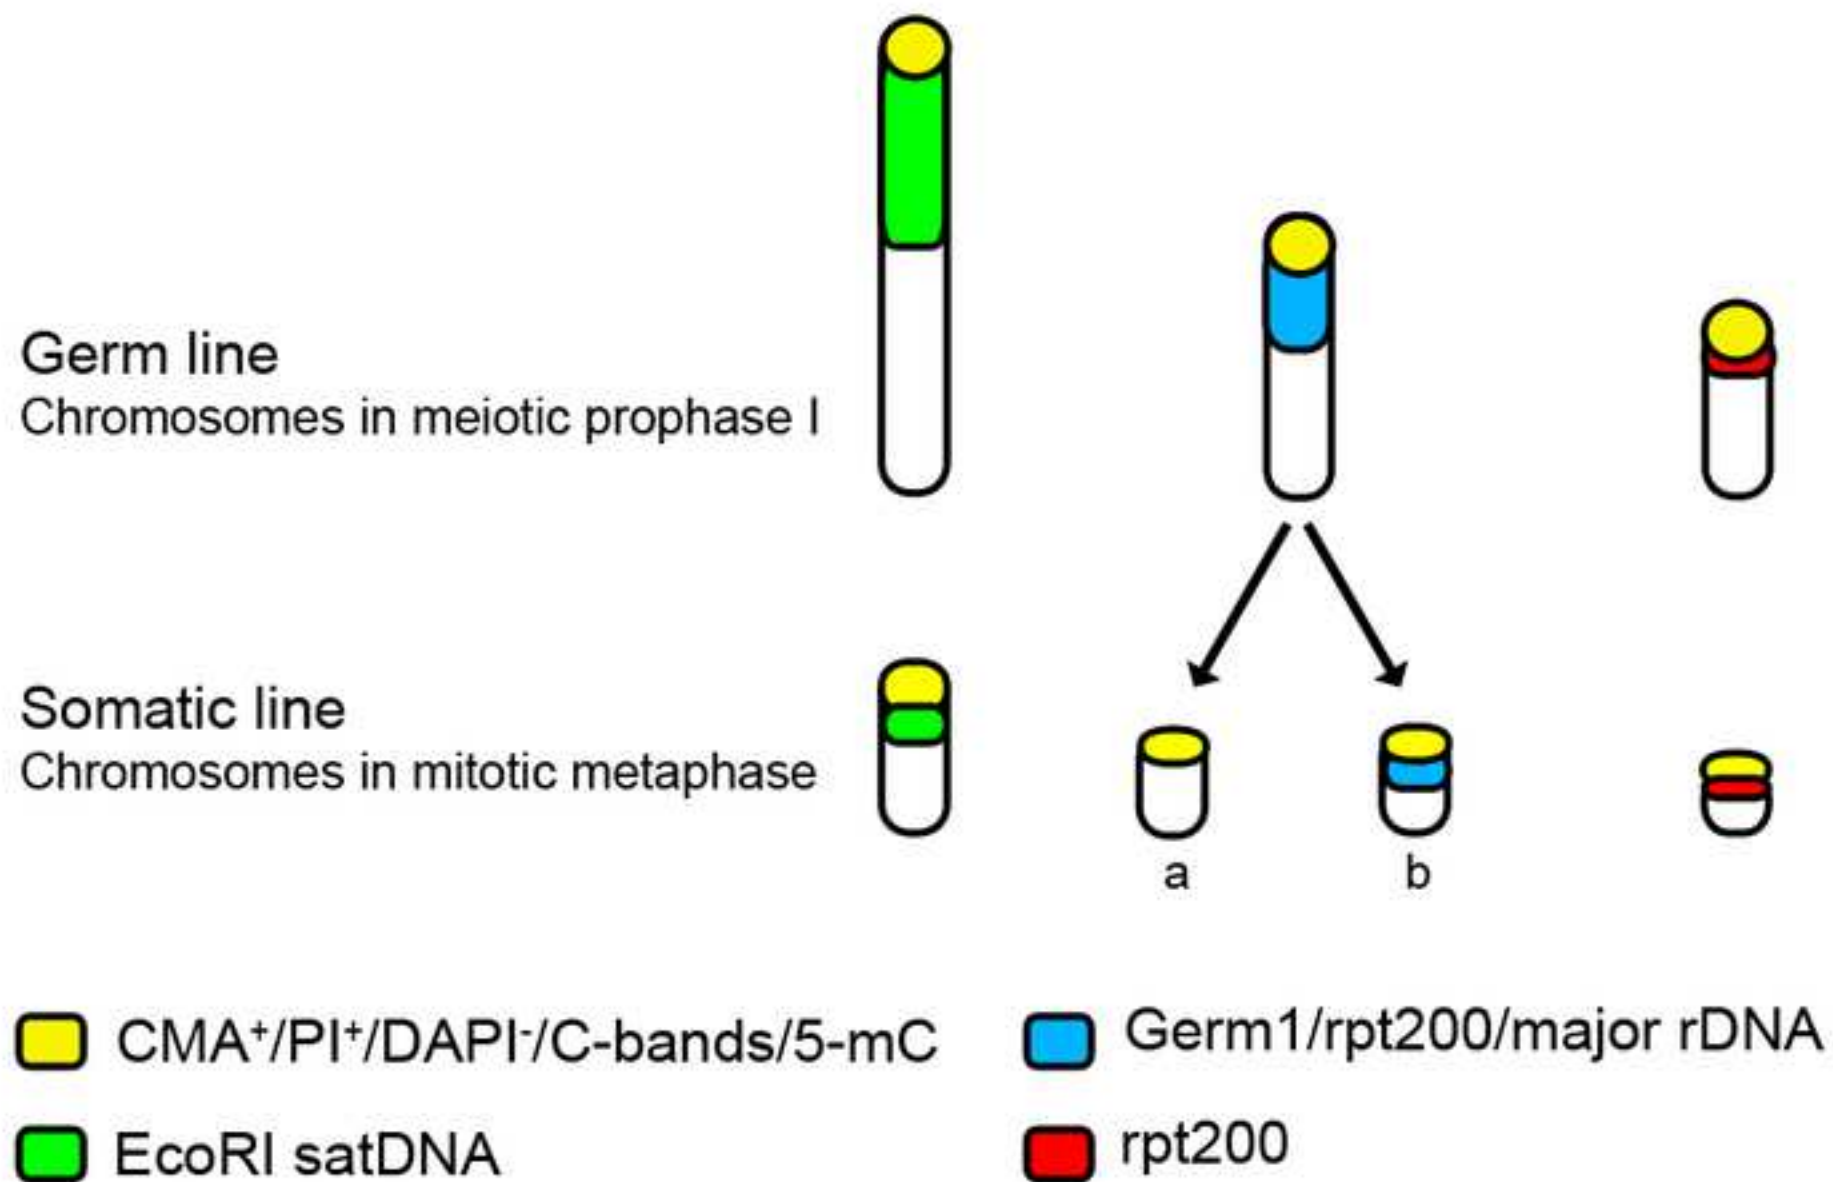 Germ line
Chromosomes in meiotic prophase I
Somatic line
Chromosomes in mitotic metaphase
a
b
CMA⁺/PI⁺/DAPI⁻/C-bands/5-mC
Germ1/rpt200/major rDNA
EcoRI satDNA
rpt200